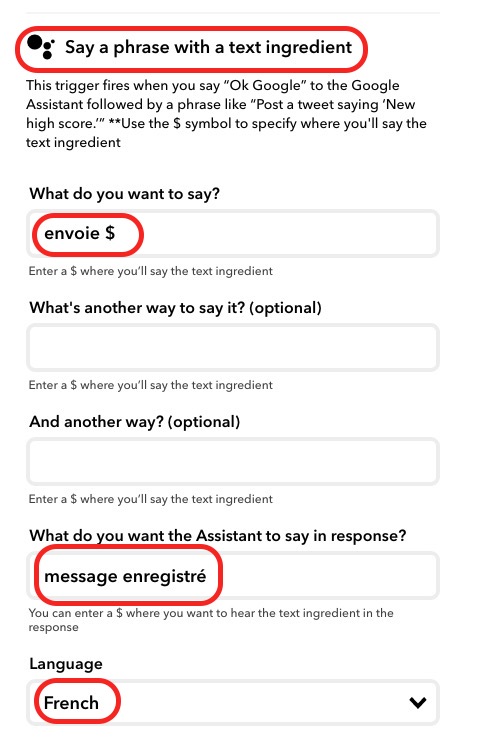 Say a phrase with a text ingredient
This trigger fires when you say “Ok Google” to the Google
Assistant followed by a phrase like “Post a tweet saying ‘New
high score.’” **Use the $ symbol to specify where you'll say the
text ingredient
What do you want to say?
envoie $
Enter a $ where you’ll say the text ingredient
What's another way to say it? (optional)
Enter a $ where you’ll say the text ingredient
And another way? (optional)
Enter a $ where you’ll say the text ingredient
What do you want the Assistant to say in response?
message enregistré
You can enter a $ where you want to hear the text ingredient in the
response
Language
French